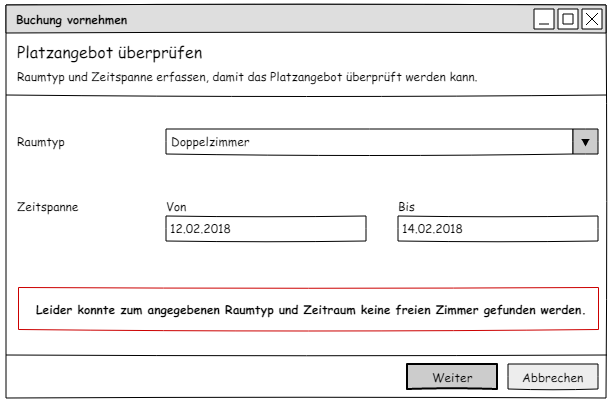 Buchung vornehmen
Platzangebot überprüfen
Raumtyp und Zeitspanne erfassen, damit das Platzangebot überprüft werden kann.
Raumtyp
Doppelzimmer
Zeitspanne
Von
Bis
12.02.2018
14.02.2018
Leider konnte zum angegebenen Raumtyp und Zeitraum keine freien Zimmer gefunden werden.
Weiter
Abbrechen